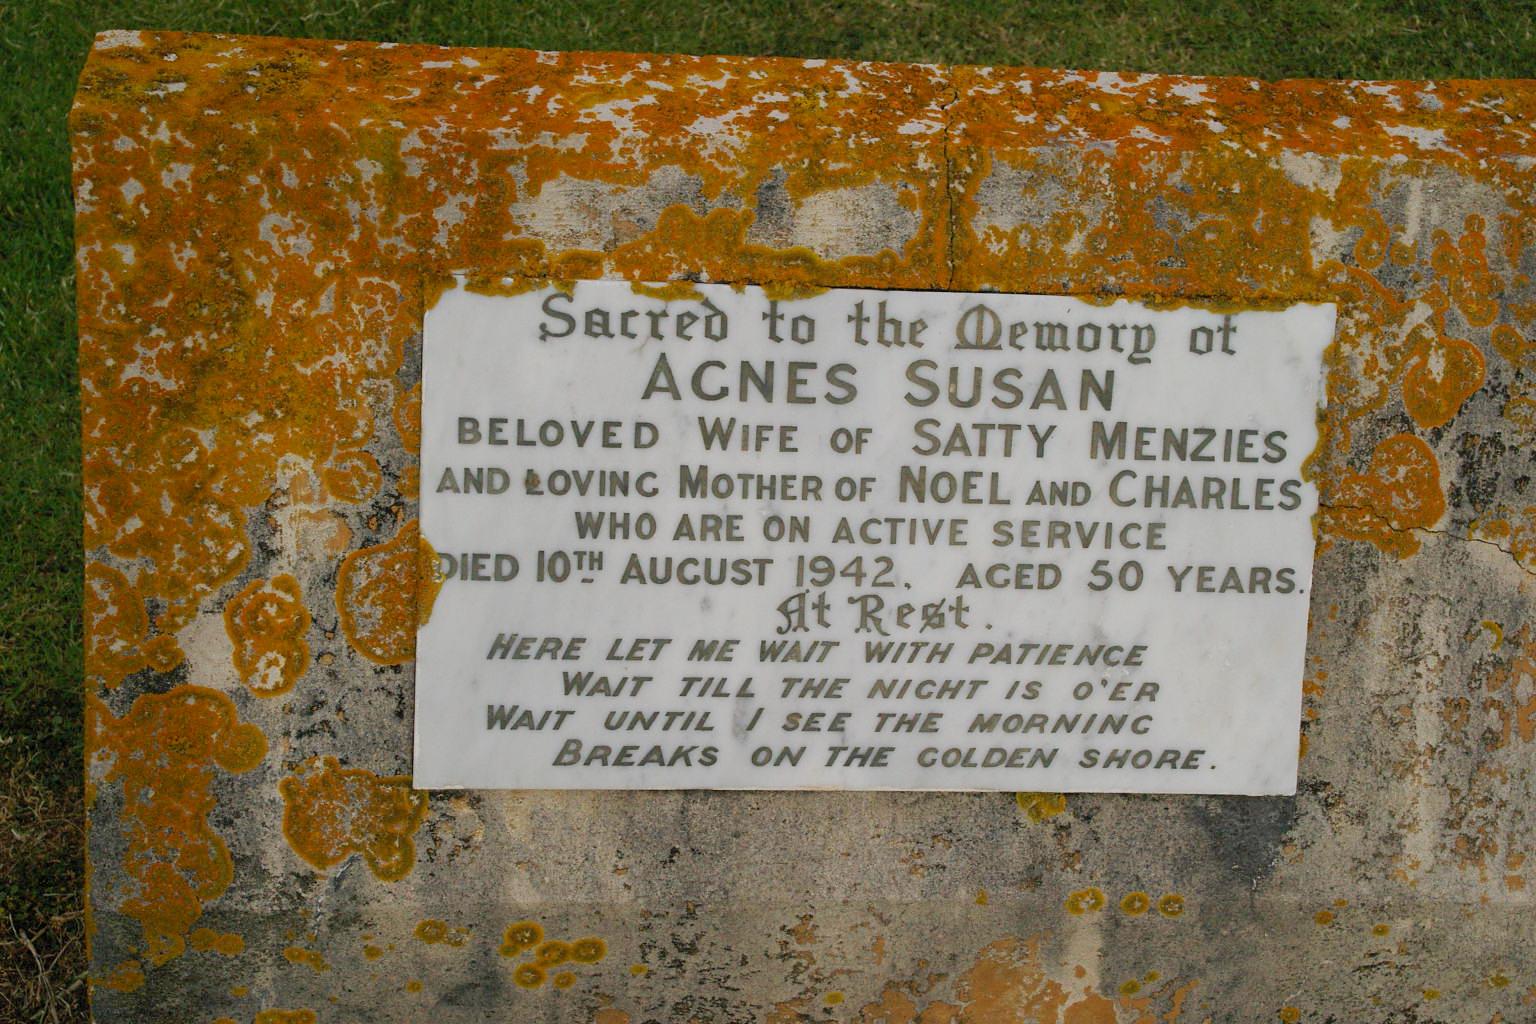 Sacred to the Memory of
AGNES SUSAN
BELOVED WIFE OF SATTY MENZIES
AND LOVING MOTHER OF NOEL AND CHARLES
WHO ARE ON ACTIVE SERVICE
DIED 10TH AUGUST 1942. AGED 50 YEARS.
At Rest.
HERE LET ME WAIT WITH PATIENCE
WAIT TILL THE NIGHT IS O'ER
WAIT UNTIL I SEE THE MORNING
BREAKS ON THE GOLDEN SHORE.